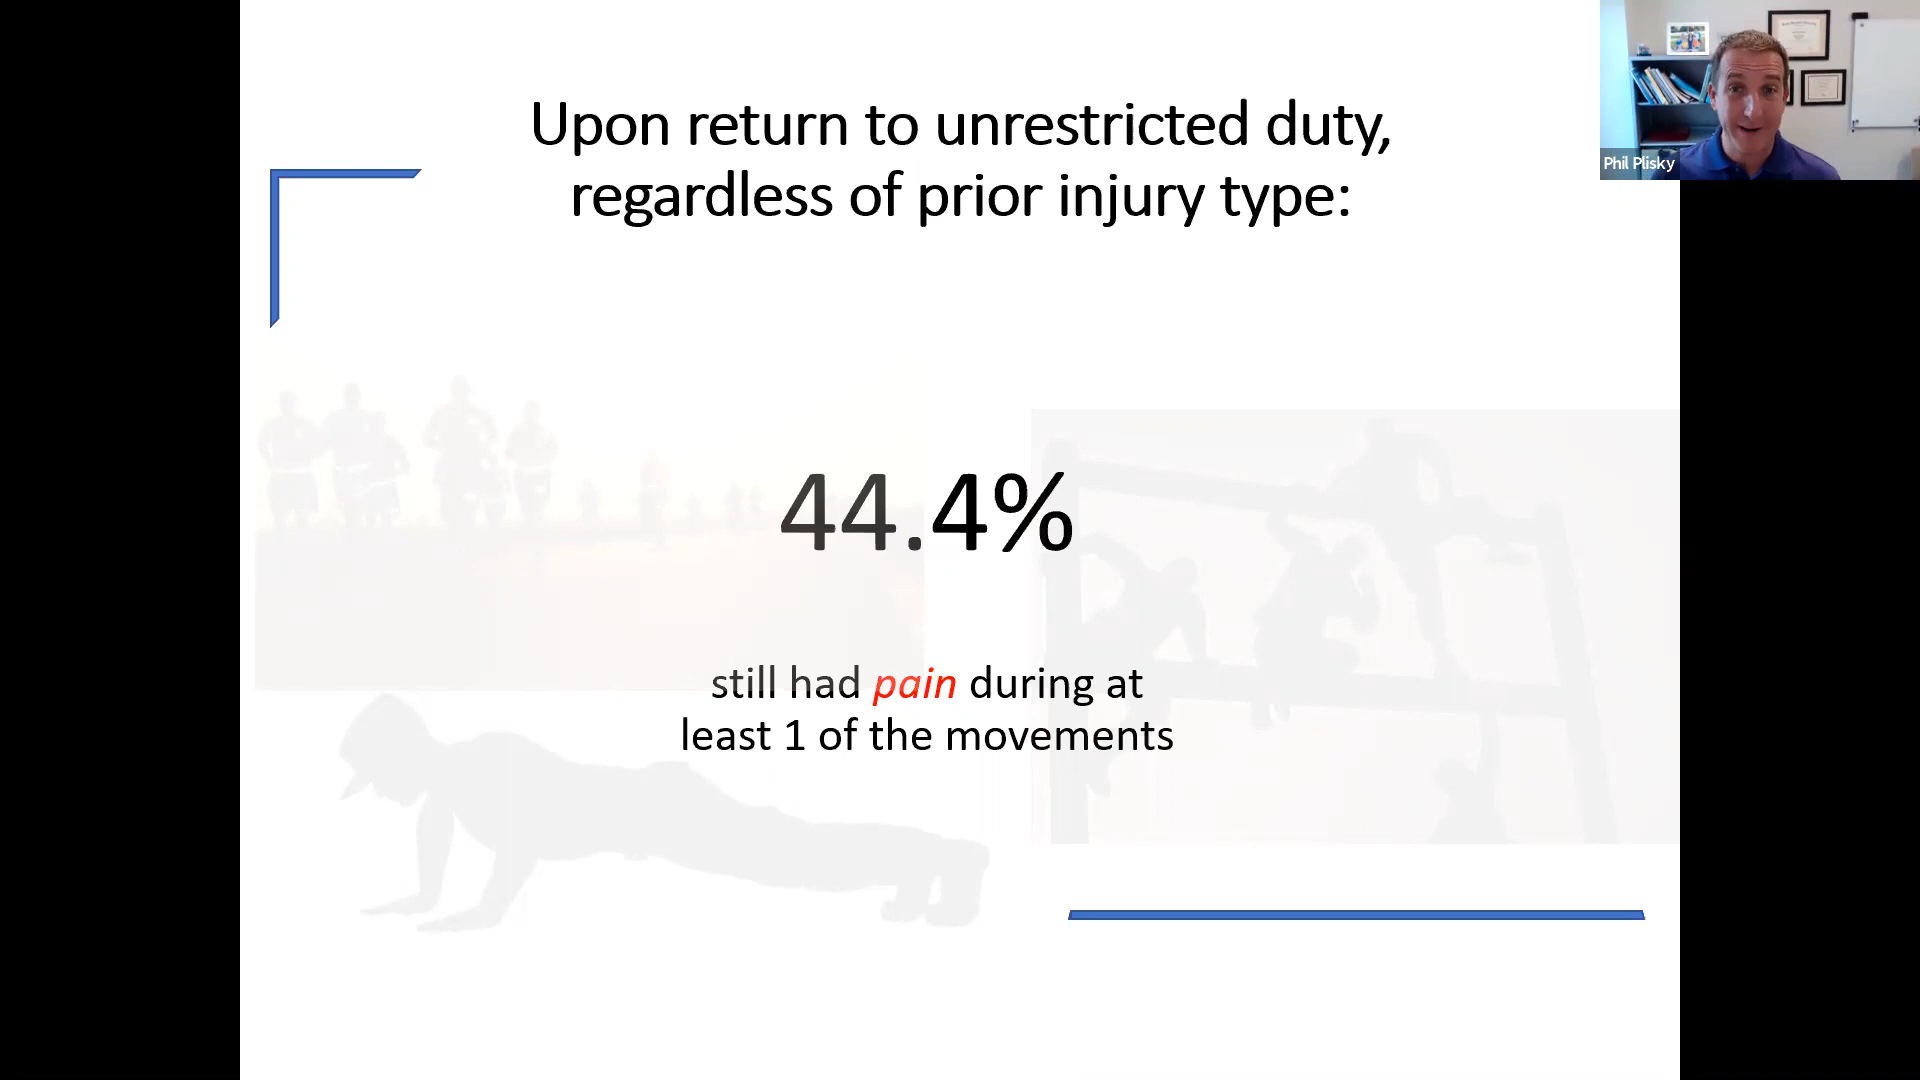 Upon return to unrestricted duty,
regardless of prior injury type:
Phil Plisky
44.4%
still had pain during at
least 1 of the movements